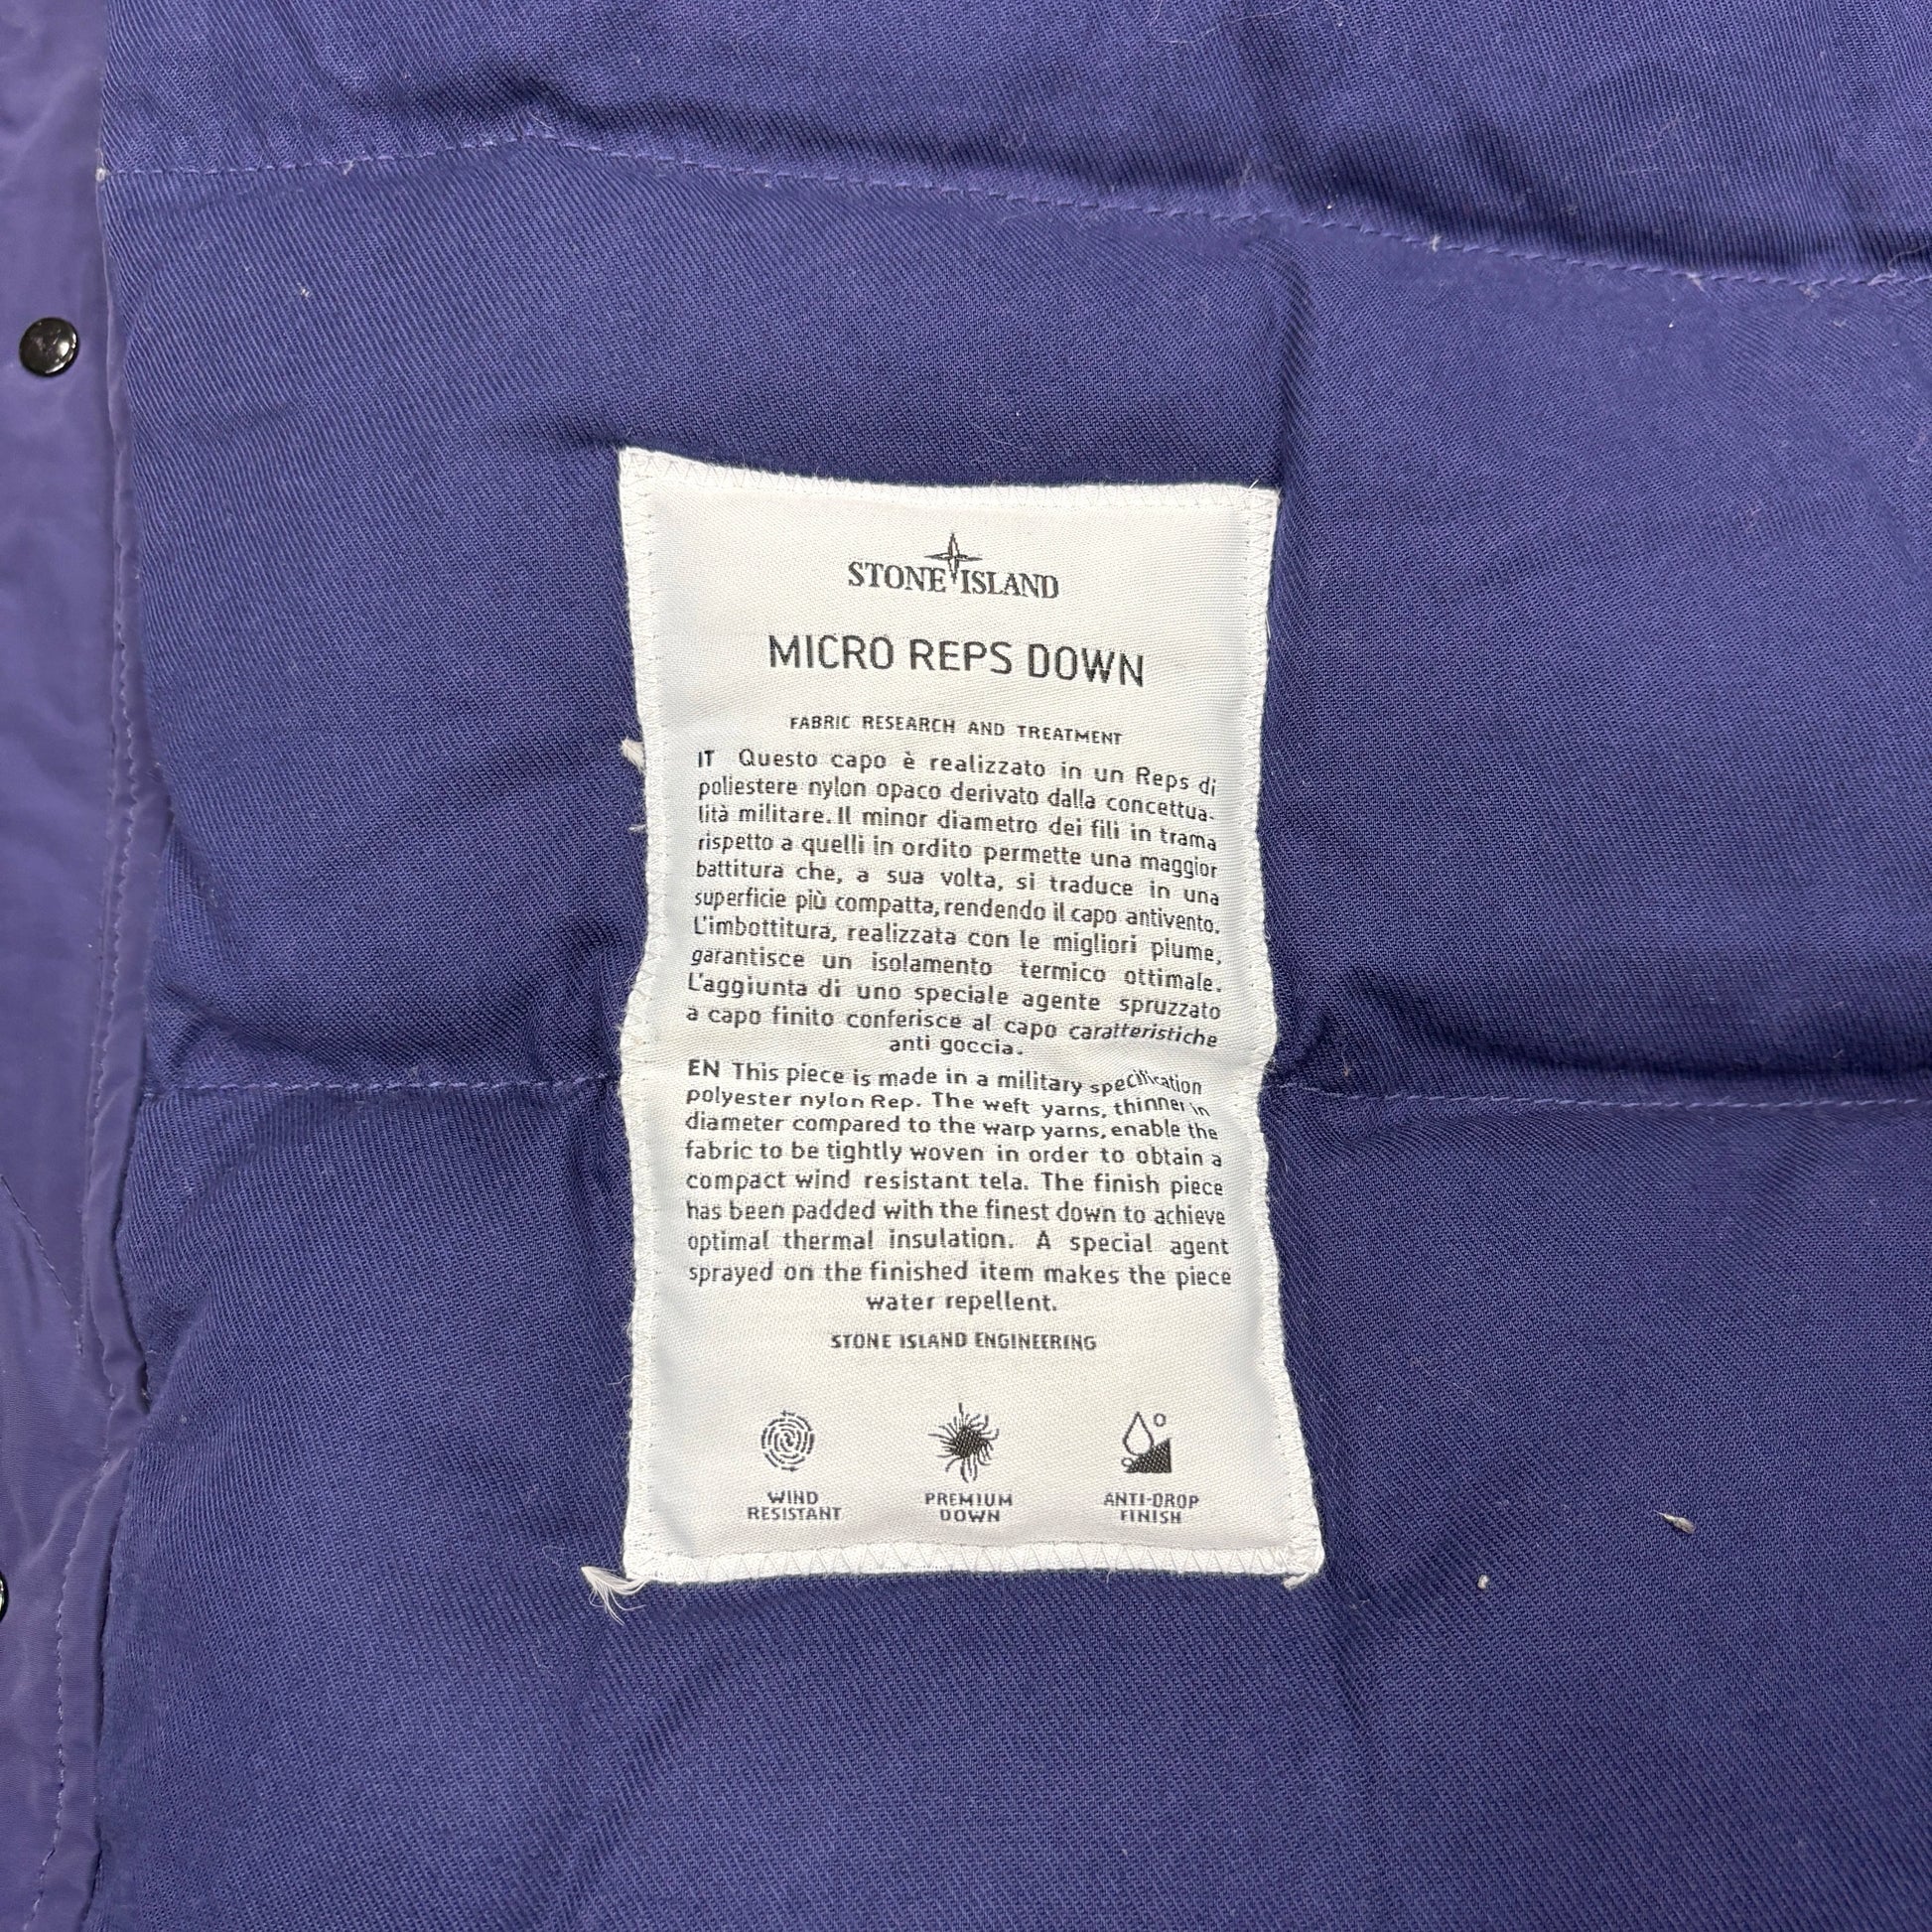 STONE ISLAND
MICRO REPS DOWN
FABRIC RESEARCH AND TREATMENT
IT Questo capo è realizzato in un Reps di
poliestere nylon opaco derivato dalla concettua-
lità militare. Il minor diametro dei fili in trama
rispetto a quelli in ordito permette una maggior
battitura che, a sua volta, si traduce in una
superficie più compatta, rendendo il capo antivento.
L'imbottitura, realizzata con le migliori piume,
garantisce un isolamento termico ottimale.
L'aggiunta di uno speciale agente spruzzato
a capo finito conferisce al capo caratteristiche
anti goccia.
EN This piece is made in a military specification
polyester nylon Rep. The weft yarns, thinner in
diameter compared to the warp yarns, enable the
fabric to be tightly woven in order to obtain a
compact wind resistant tela. The finish piece
has been padded with the finest down to achieve
optimal thermal insulation. A special agent
sprayed on the finished item makes the piece
water repellent.
STONE ISLAND ENGINEERING
WIND
RESISTANT
PREMIUM
DOWN
ANTI-DROP
FINISH